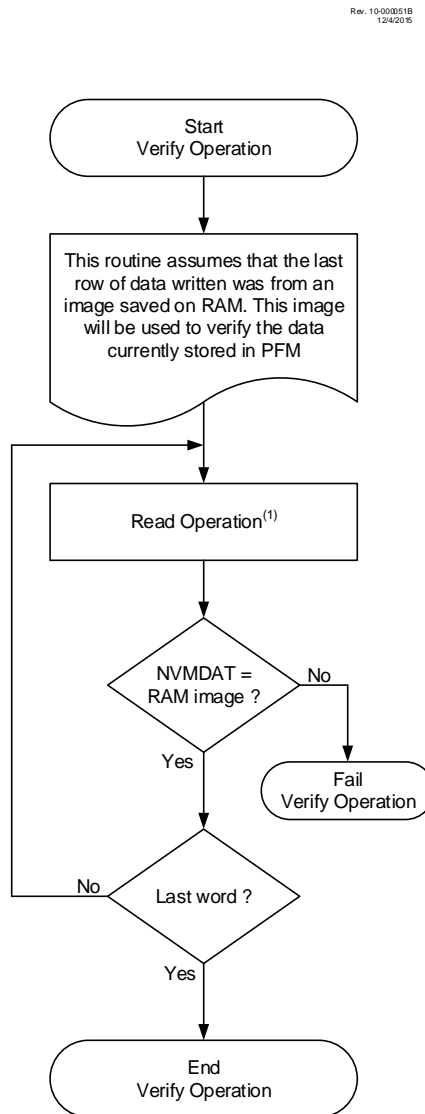 Rev. 10-000051B
12/4/2015
Start
Verify Operation
This routine assumes that the last
row of data written was from an
image saved on RAM. This image
will be used to verify the data
currently stored in PFM
Read Operation(1)
NVMDAT =
RAM image ?
No
Yes
Fail
Verify Operation
No
Last word ?
Yes
End
Verify Operation